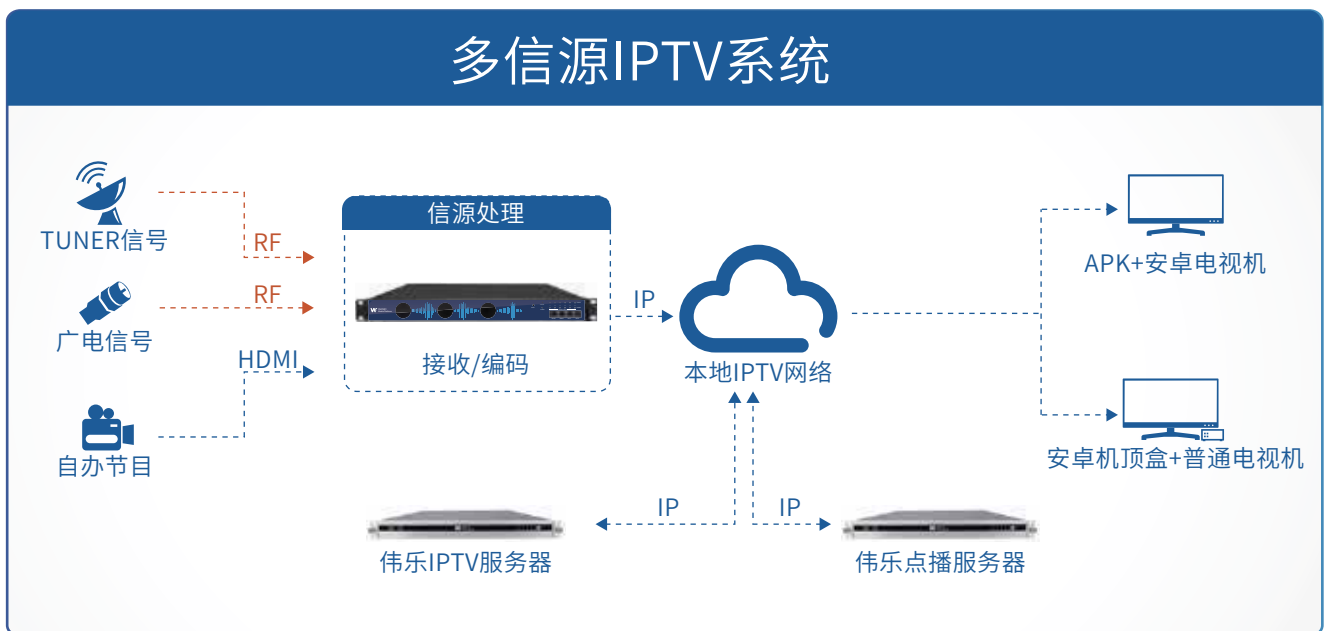 多信源IPTV系统
TUNER信号
RF
广电信号
RF
HDMI
自办节目
信源处理
接收/编码
IP
本地IPTV网络
APK+安卓电视机
安卓机顶盒+普通电视机
IP
IP
伟乐IPTV服务器
伟乐点播服务器